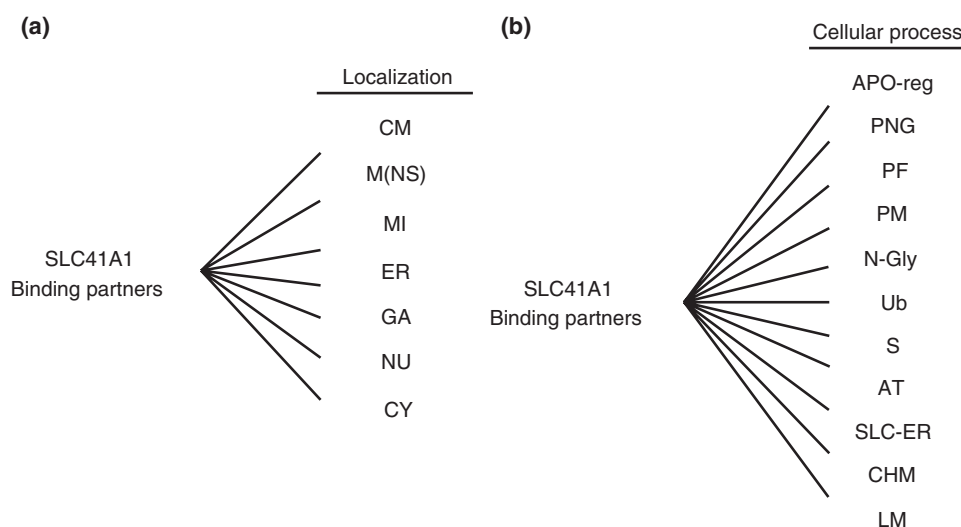 (a)
Localization
CM
M(NS)
MI
ER
GA
NU
CY
SLC41A1
Binding partners
(b)
Cellular process
APO-reg
PNG
PF
PM
N-Gly
Ub
S
AT
SLC-ER
CHM
LM
SLC41A1
Binding partners